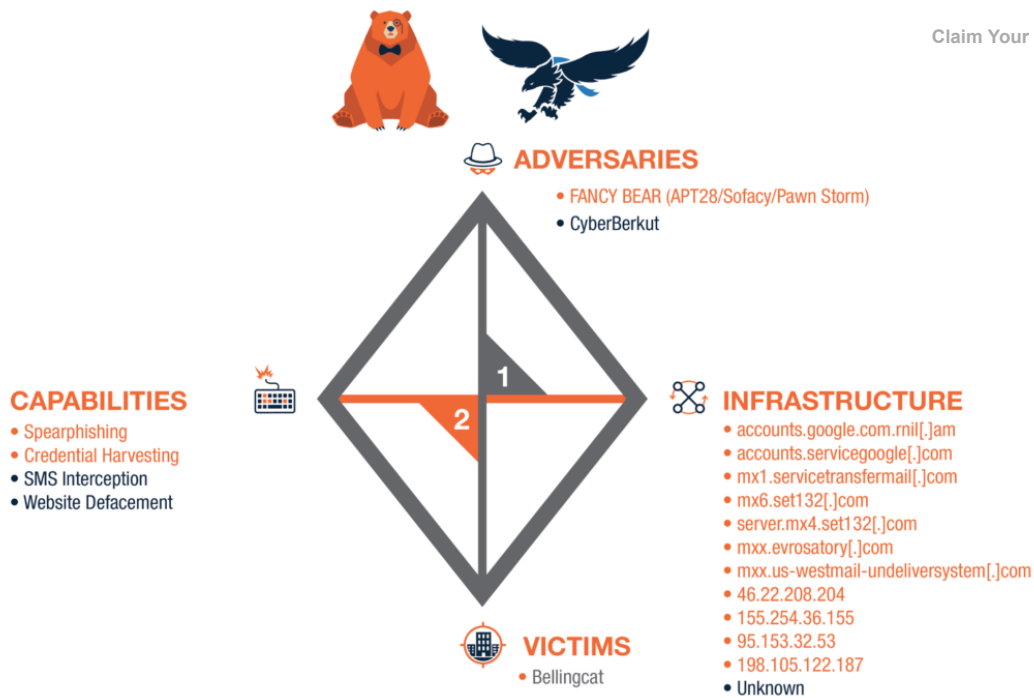 Claim Your
ADVERSARIES
• FANCY BEAR (APT28/Sofacy/Pawn Storm)
• CyberBerkut
1
2
CAPABILITIES
• Spearphishing
• Credential Harvesting
• SMS Interception
• Website Defacement
INFRASTRUCTURE
• accounts.google.com.rnil[.]am
• accounts.servicegoogle[.]com
• mx1.servicetransfermail[.]com
• mx6.set132[.]com
• server.mx4.set132[.]com
• mxx.evrosatory[.]com
• mxx.us-westmail-undeliversystem[.]com
• 46.22.208.204
• 155.254.36.155
• 95.153.32.53
• 198.105.122.187
• Unknown
VICTIMS
• Bellingcat